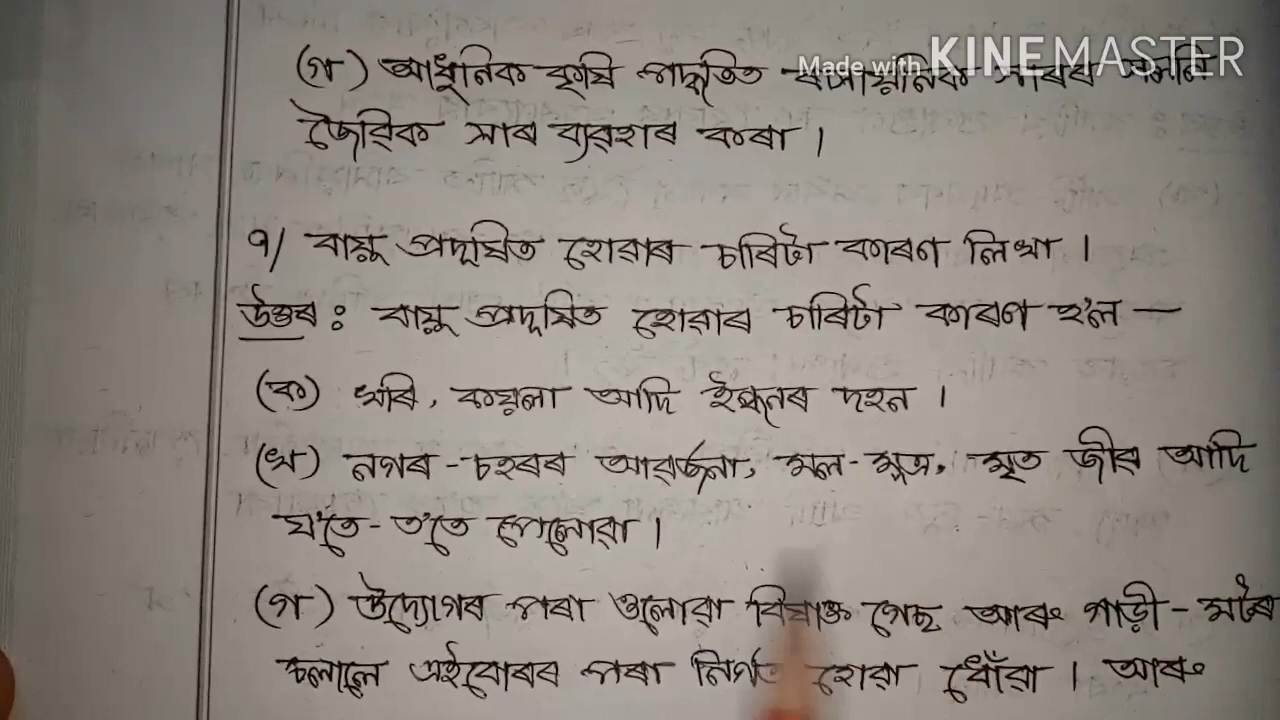 Made with KINEMASTER
(গ) আধুনিক কৃষি পদ্ধতিত ৰাসায়নিক সাৰৰ সলনি
জৈৱিক সাৰ ব্যৱহাৰ কৰা ।
৭/ বায়ু প্ৰদূষিত হোৱাৰ চাৰিটা কাৰণ লিখা ।
উত্তৰ : বায়ু প্ৰদূষিত হোৱাৰ চাৰিটা কাৰণ হ'ল —
(ক) খৰি, কয়লা আদি ইন্ধনৰ দহন ।
(খ) নগৰ-চহৰৰ আৱৰ্জনা, মল-মূত্ৰ, মৃত জীৱ আদি
য'তে-ত'তে পেলোৱা ।
(গ) উদ্যোগৰ পৰা ওলোৱা বিষাক্ত গেছ আৰু গাড়ী-মটৰ
চলালে এইবোৰৰ পৰা নিৰ্গত হোৱা ধোঁৱা । আৰু